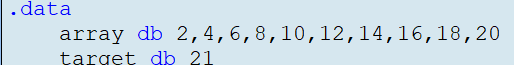 .data
array db 2,4,6,8,10,12,14,16,18,20
target db 21